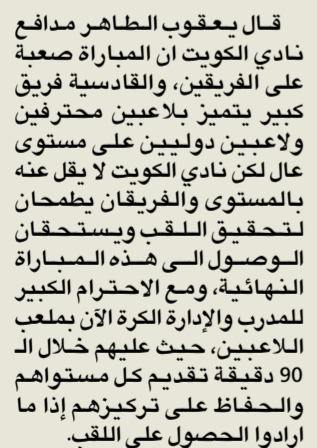 قال يعقوب الطاهر مدافع
نادي الكويت ان المباراة صعبة
على الفريقين، والقادسية فريق
كبير يتميز بلاعبين محترفين
ولاعبين دوليين على مستوى
عال لكن نادي الكويت لا يقل عنه
بالمستوى والفريقان يطمحان
لتحقيق اللقب ويستحقان
الوصول الى هذه المباراة
النهائية، ومع الاحترام الكبير
للمدرب والإدارة الكرة الآن بملعب
اللاعبين، حيث عليهم خلال الـ
90 دقيقة تقديم كل مستواهم
والحفاظ على تركيزهم إذا ما
ارادوا الحصول على اللقب.